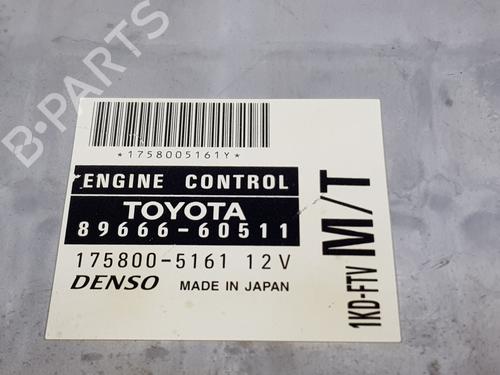 B-PARTS
*1758005161Y*
ENGINE CONTROL
TOYOTA
89666-60511
175800-5161 12V
DENSO MADE IN JAPAN
1KD-FTV M/T